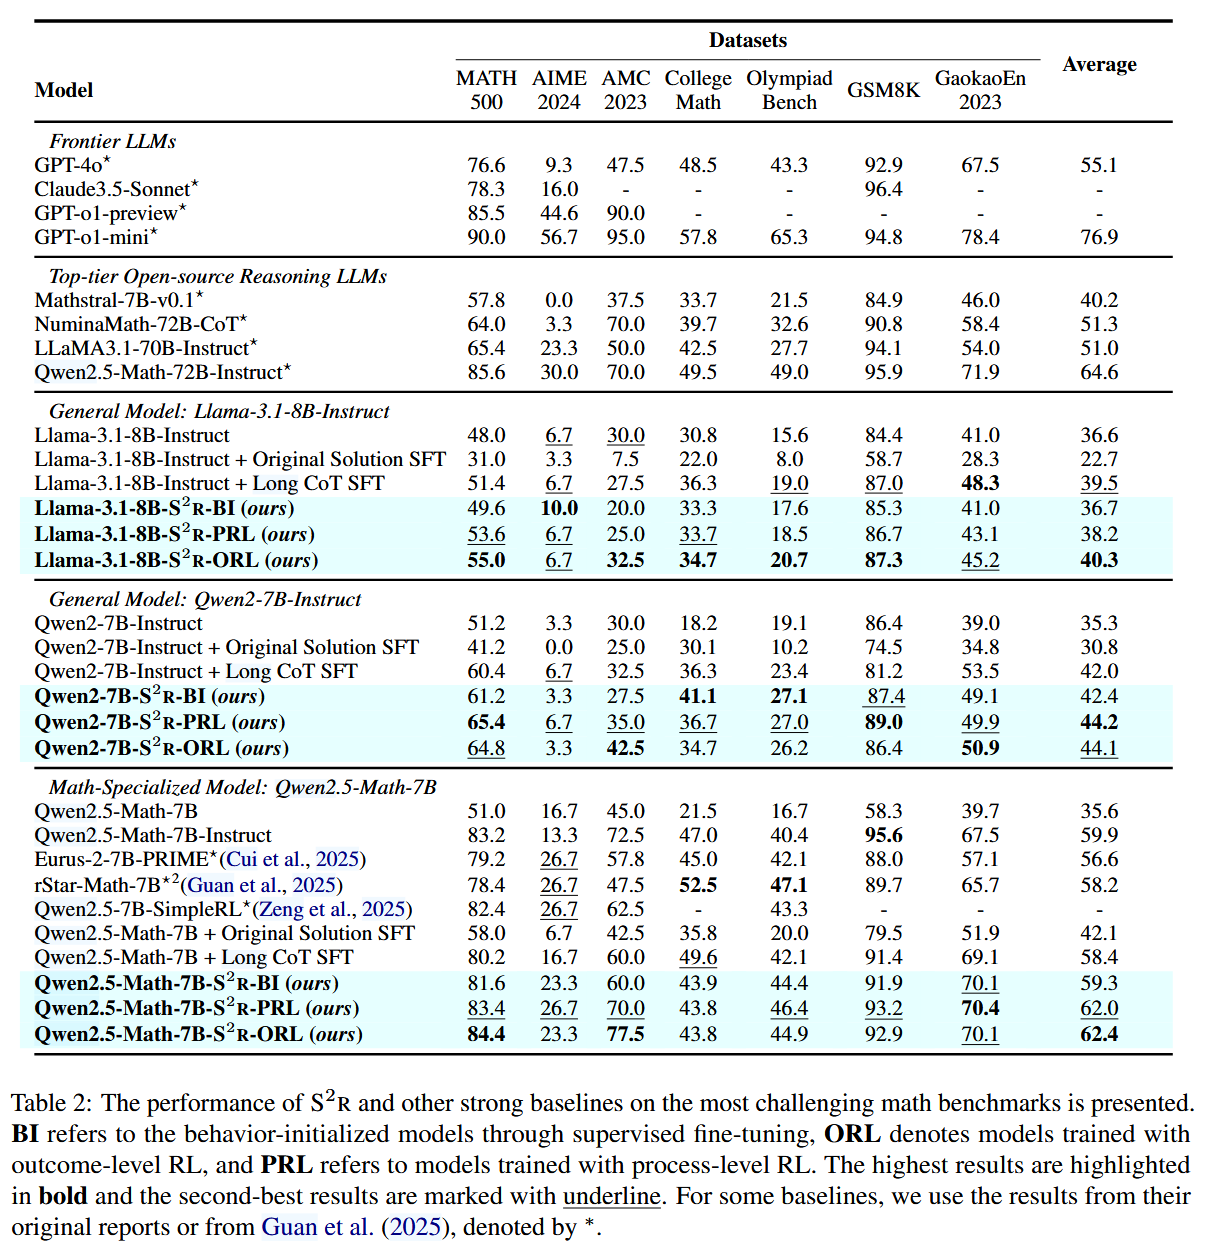 Datasets
Model MATH 500 AIME 2024 AMC 2023 College Math Olympiad Bench GSM8K GaokaoEn 2023 Average
Frontier LLMs
GPT-4o* 76.6 9.3 47.5 48.5 43.3 92.9 67.5 55.1
Claude3.5-Sonnet* 78.3 16.0 - - - 96.4 - -
GPT-o1-preview* 85.5 44.6 90.0 - - - - -
GPT-o1-mini* 90.0 56.7 95.0 57.8 65.3 94.8 78.4 76.9
Top-tier Open-source Reasoning LLMs
Mathstral-7B-v0.1* 57.8 0.0 37.5 33.7 21.5 84.9 46.0 40.2
NuminaMath-72B-CoT* 64.0 3.3 70.0 39.7 32.6 90.8 58.4 51.3
LLaMA3.1-70B-Instruct* 65.4 23.3 50.0 42.5 27.7 94.1 54.0 51.0
Qwen2.5-Math-72B-Instruct* 85.6 30.0 70.0 49.5 49.0 95.9 71.9 64.6
General Model: Llama-3.1-8B-Instruct
Llama-3.1-8B-Instruct 48.0 6.7 30.0 30.8 15.6 84.4 41.0 36.6
Llama-3.1-8B-Instruct + Original Solution SFT 31.0 3.3 7.5 22.0 8.0 58.7 28.3 22.7
Llama-3.1-8B-Instruct + Long CoT SFT 51.4 6.7 27.5 36.3 19.0 87.0 48.3 39.5
Llama-3.1-8B-S²R-BI (ours) 49.6 10.0 20.0 33.3 17.6 85.3 41.0 36.7
Llama-3.1-8B-S²R-PRL (ours) 53.6 6.7 25.0 33.7 18.5 86.7 43.1 38.2
Llama-3.1-8B-S²R-ORL (ours) 55.0 6.7 32.5 34.7 20.7 87.3 45.2 40.3
General Model: Qwen2-7B-Instruct
Qwen2-7B-Instruct 51.2 3.3 30.0 18.2 19.1 86.4 39.0 35.3
Qwen2-7B-Instruct + Original Solution SFT 41.2 0.0 25.0 30.1 10.2 74.5 34.8 30.8
Qwen2-7B-Instruct + Long CoT SFT 60.4 6.7 32.5 36.3 23.4 81.2 53.5 42.0
Qwen2-7B-S²R-BI (ours) 61.2 3.3 27.5 41.1 27.1 87.4 49.1 42.4
Qwen2-7B-S²R-PRL (ours) 65.4 6.7 35.0 36.7 27.0 89.0 49.9 44.2
Qwen2-7B-S²R-ORL (ours) 64.8 3.3 42.5 34.7 26.2 86.4 50.9 44.1
Math-Specialized Model: Qwen2.5-Math-7B
Qwen2.5-Math-7B 51.0 16.7 45.0 21.5 16.7 58.3 39.7 35.6
Qwen2.5-Math-7B-Instruct 83.2 13.3 72.5 47.0 40.4 95.6 67.5 59.9
Eurus-2-7B-PRIME*(Cui et al., 2025) 79.2 26.7 57.8 45.0 42.1 88.0 57.1 56.6
rStar-Math-7B*²(Guan et al., 2025) 78.4 26.7 47.5 52.5 47.1 89.7 65.7 58.2
Qwen2.5-7B-SimpleRL*(Zeng et al., 2025) 82.4 26.7 62.5 - 43.3 - - -
Qwen2.5-Math-7B + Original Solution SFT 58.0 6.7 42.5 35.8 20.0 79.5 51.9 42.1
Qwen2.5-Math-7B + Long CoT SFT 80.2 16.7 60.0 49.6 42.1 91.4 69.1 58.4
Qwen2.5-Math-7B-S²R-BI (ours) 81.6 23.3 60.0 43.9 44.4 91.9 70.1 59.3
Qwen2.5-Math-7B-S²R-PRL (ours) 83.4 26.7 70.0 43.8 46.4 93.2 70.4 62.0
Qwen2.5-Math-7B-S²R-ORL (ours) 84.4 23.3 77.5 43.8 44.9 92.9 70.1 62.4
Table 2: The performance of S²R and other strong baselines on the most challenging math benchmarks is presented.
BI refers to the behavior-initialized models through supervised fine-tuning, ORL denotes models trained with
outcome-level RL, and PRL refers to models trained with process-level RL. The highest results are highlighted
in bold and the second-best results are marked with underline. For some baselines, we use the results from their
original reports or from Guan et al. (2025), denoted by *.